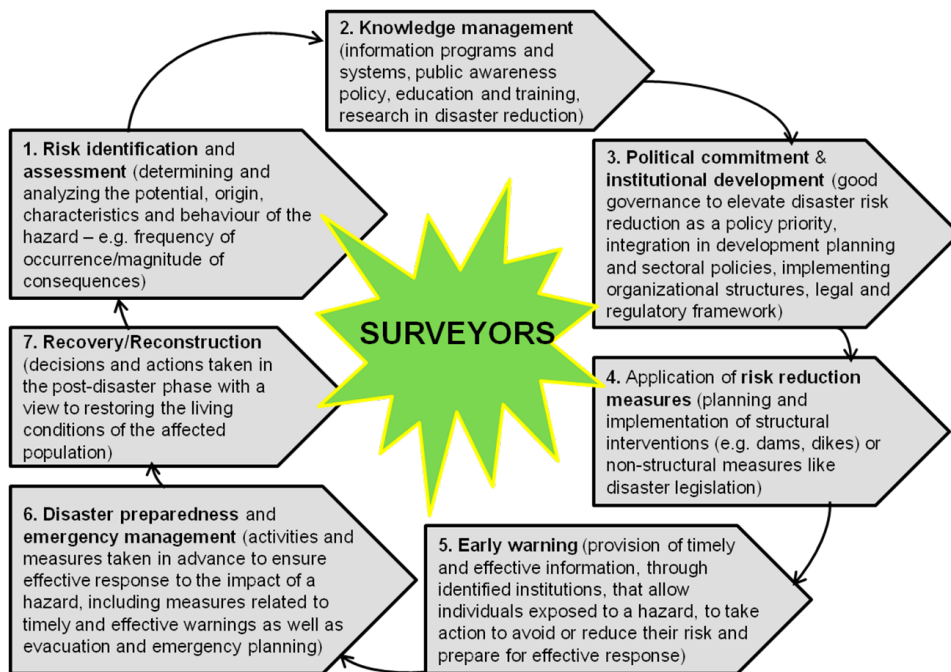 2. Knowledge management
(information programs and
systems, public awareness
policy, education and training,
research in disaster reduction)
1. Risk identification and
assessment (determining and
analyzing the potential, origin,
characteristics and behaviour of the
hazard – e.g. frequency of
occurrence/magnitude of
consequences)
3. Political commitment &
institutional development (good
governance to elevate disaster risk
reduction as a policy priority,
integration in development planning
and sectoral policies, implementing
organizational structures, legal and
regulatory framework)
SURVEYORS
7. Recovery/Reconstruction
(decisions and actions taken in
the post-disaster phase with a
view to restoring the living
conditions of the affected
population)
4. Application of risk reduction
measures (planning and
implementation of structural
interventions (e.g. dams, dikes) or
non-structural measures like
disaster legislation)
6. Disaster preparedness and
emergency management (activities and
measures taken in advance to ensure
effective response to the impact of a
hazard, including measures related to
timely and effective warnings as well as
evacuation and emergency planning)
5. Early warning (provision of timely
and effective information, through
identified institutions, that allow
individuals exposed to a hazard, to take
action to avoid or reduce their risk and
prepare for effective response)